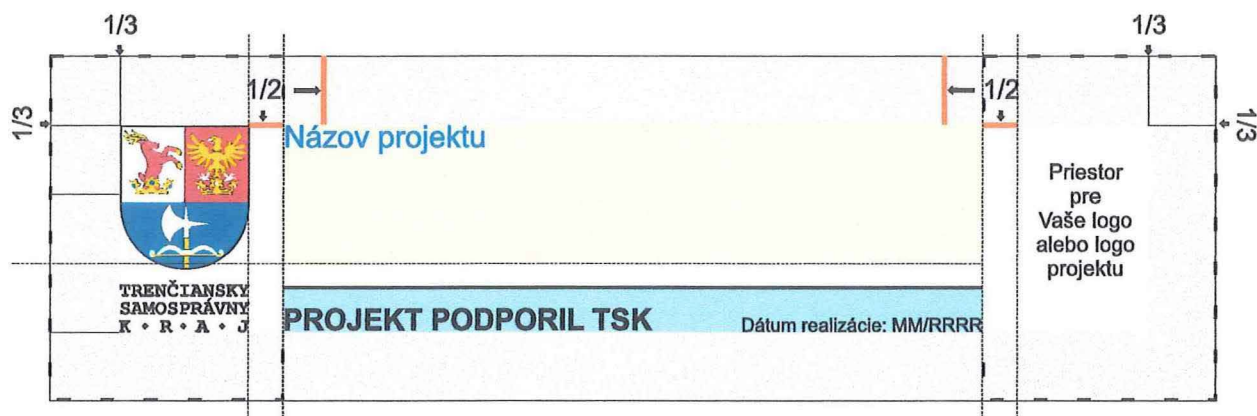 1/3
1/3
1/2
1/2
1/3
1/3
Názov projektu
Priestor
pre
Vaše logo
alebo logo
projektu
TRENČIANSKY
SAMOSPRÁVNY
K • R • A • J
PROJEKT PODPORIL TSK
Dátum realizácie: MM/RRRR